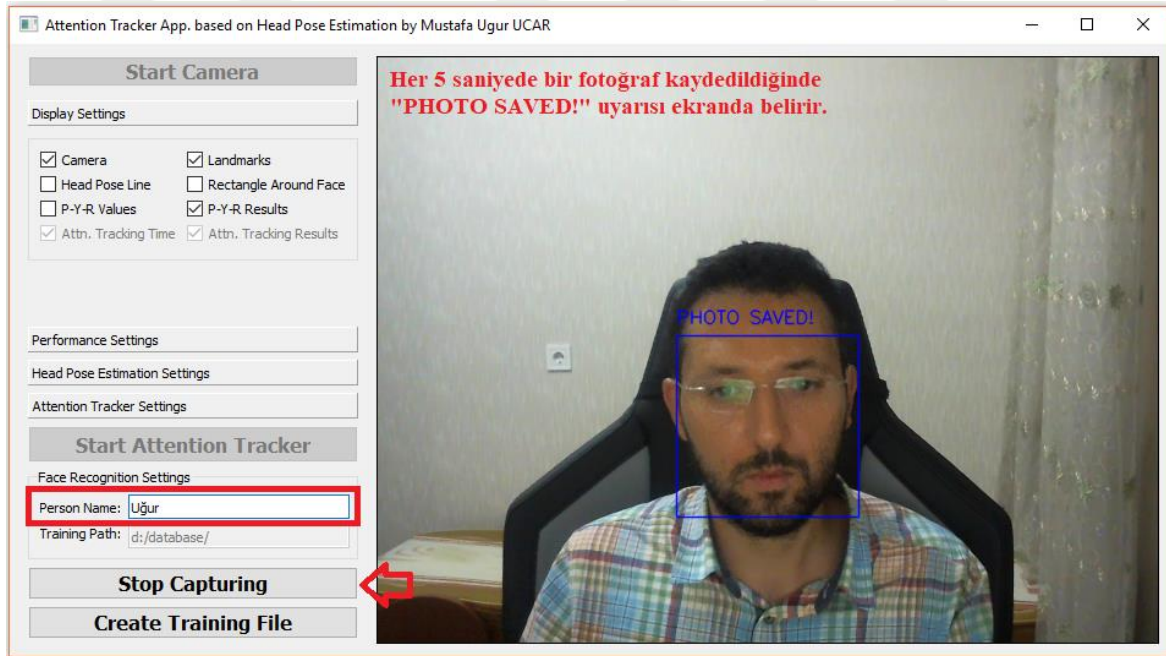 Attention Tracker App. based on Head Pose Estimation by Mustafa Ugur UCAR
Start Camera
Display Settings
Camera
Landmarks
Head Pose Line
Rectangle Around Face
P-Y-R Values
P-Y-R Results
Attn. Tracking Time
Attn. Tracking Results
Performance Settings
Head Pose Estimation Settings
Attention Tracker Settings
Start Attention Tracker
Face Recognition Settings
Person Name: Uğur
Training Path: d:/database/
Stop Capturing
Create Training File
Her 5 saniyede bir fotoğraf kaydedildiğinde
"PHOTO SAVED!" uyarısı ekranda belirir.
PHOTO SAVED!